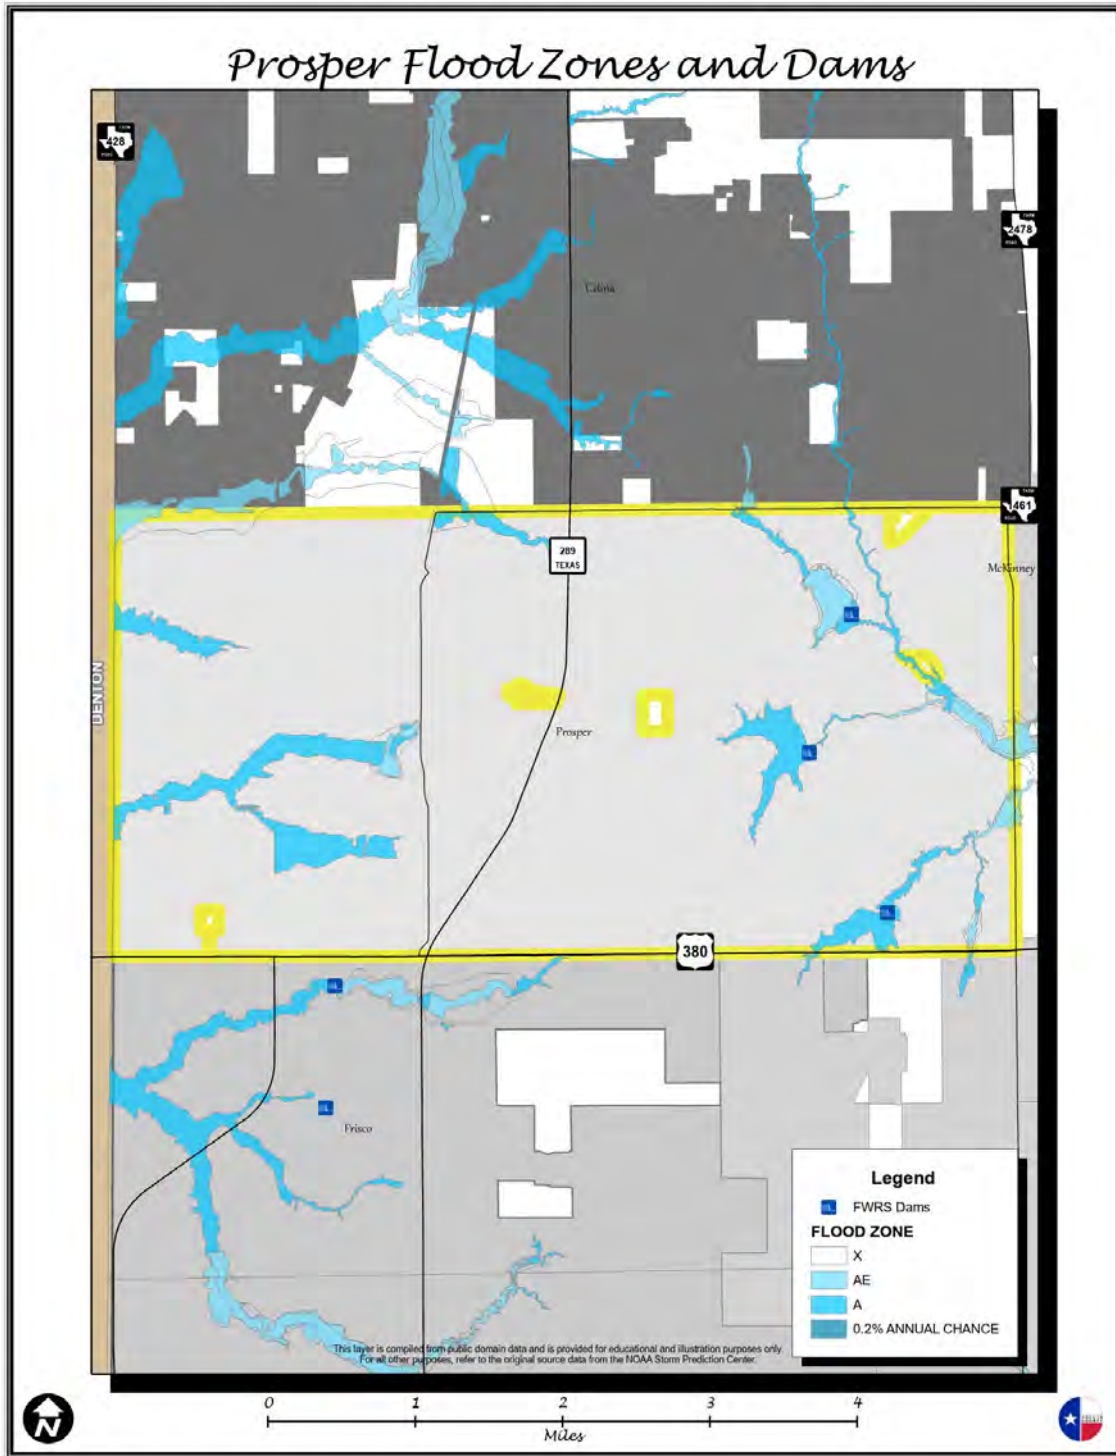 Prosper Flood Zones and Dams
428
2478
Celina
1461
289
TEXAS
McKinney
DENTON
Prosper
380
Frisco
Legend
FWRS Dams
FLOOD ZONE
X
AE
A
0.2% ANNUAL CHANCE
This layer is compiled from public domain data and is provided for educational and illustration purposes only.
For all other purposes, refer to the original source data from the NOAA Storm Prediction Center.
N
0 1 2 3 4
Miles